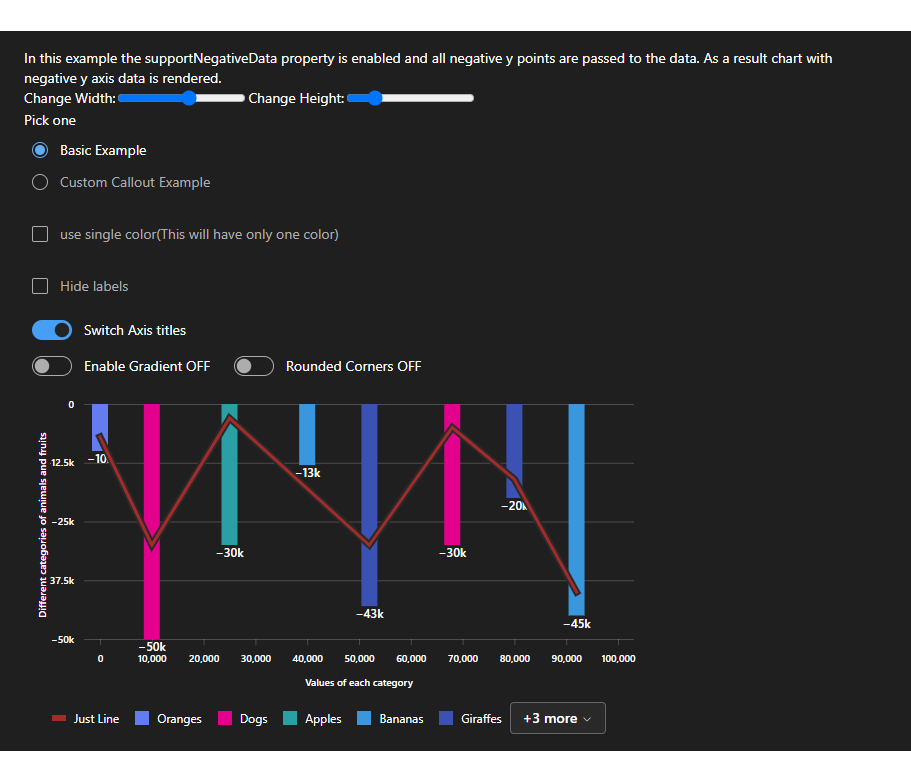 In this example the supportNegativeData property is enabled and all negative y points are passed to the data. As a result chart with
negative y axis data is rendered.
Change Width: Change Height:
Pick one
Basic Example
Custom Callout Example
use single color(This will have only one color)
Hide labels
Switch Axis titles
Enable Gradient OFF Rounded Corners OFF
Different categories of animals and fruits
0
12.5k
−25k
37.5k
−50k
−10
−50k
−30k
−13k
−43k
−30k
−20k
−45k
0 10,000 20,000 30,000 40,000 50,000 60,000 70,000 80,000 90,000 100,000
Values of each category
Just Line Oranges Dogs Apples Bananas Giraffes +3 more